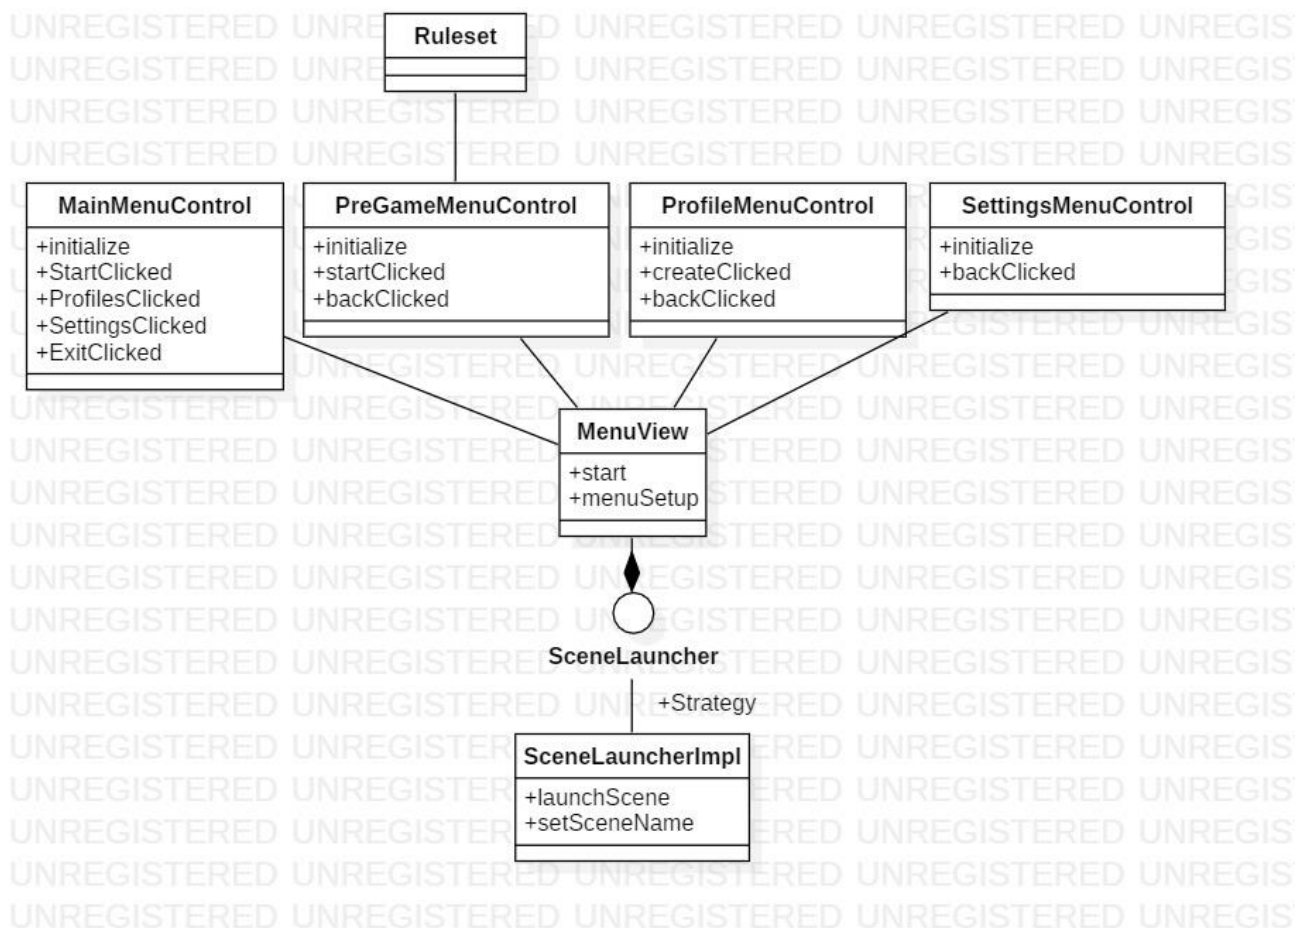 Ruleset
MainMenuControl
+initialize
+StartClicked
+ProfilesClicked
+SettingsClicked
+ExitClicked
PreGameMenuControl
+initialize
+startClicked
+backClicked
ProfileMenuControl
+initialize
+createClicked
+backClicked
SettingsMenuControl
+initialize
+backClicked
MenuView
+start
+menuSetup
SceneLauncher
+Strategy
SceneLauncherImpl
+launchScene
+setSceneName
UNREGISTERED